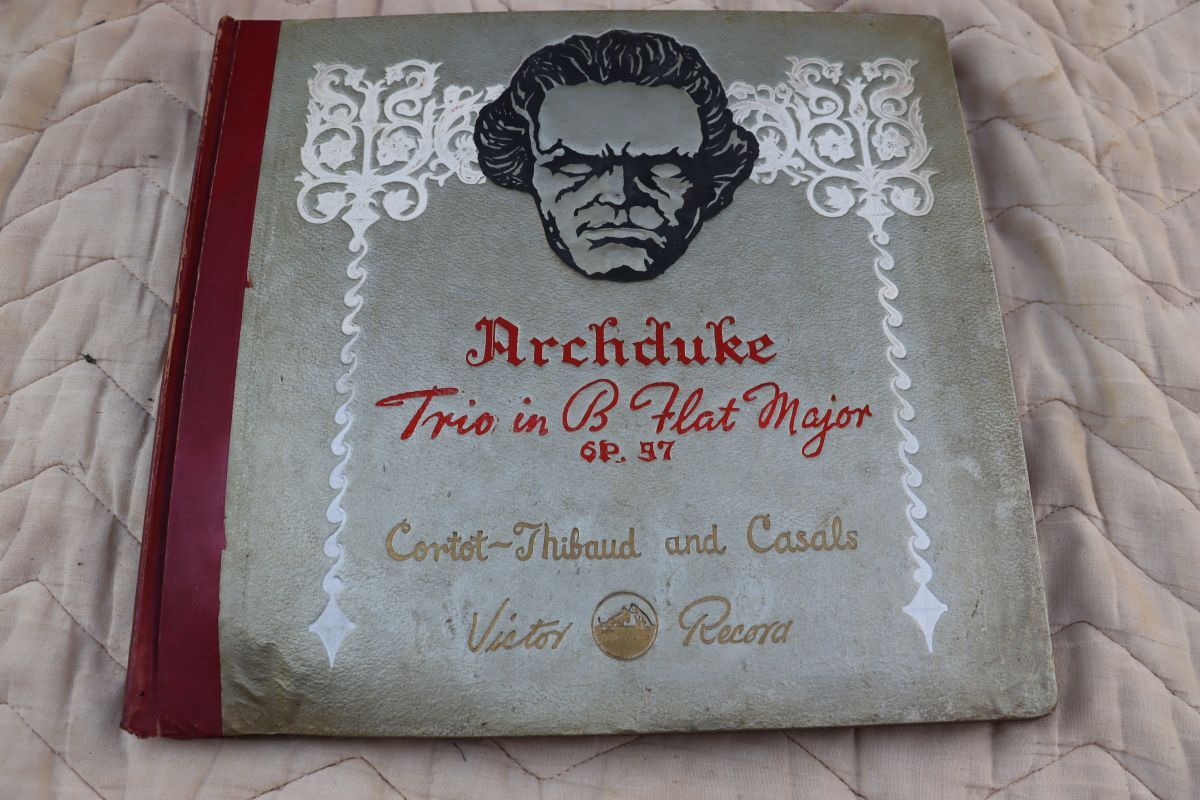 Archduke
Trio in B Flat Major
OP. 97
Cortot-Thibaud and Casals
Victor Record